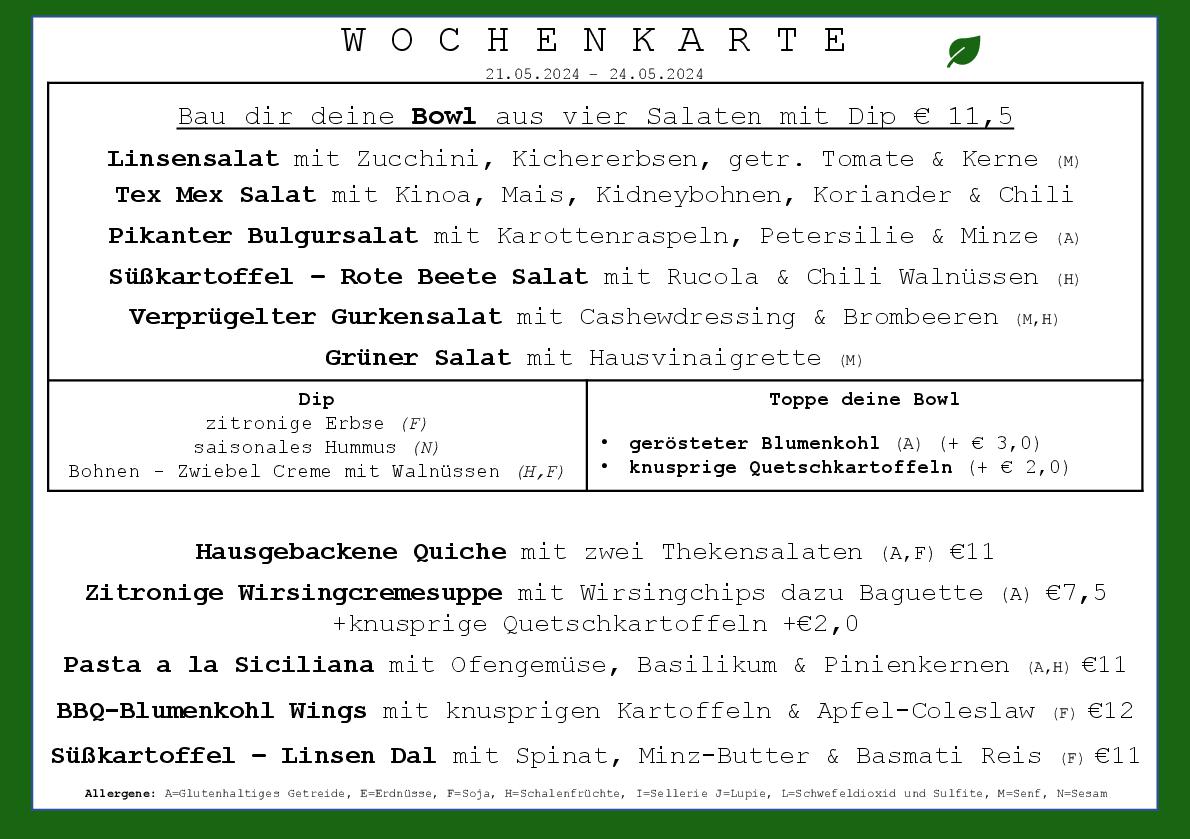 WOCHENKARTE
21.05.2024 – 24.05.2024
Bau dir deine Bowl aus vier Salaten mit Dip € 11,5
Linsensalat mit Zucchini, Kichererbsen, getr. Tomate & Kerne (M)
Tex Mex Salat mit Kinoa, Mais, Kidneybohnen, Koriander & Chili
Pikanter Bulgursalat mit Karottenraspeln, Petersilie & Minze (A)
Süßkartoffel – Rote Beete Salat mit Rucola & Chili Walnüssen (H)
Verprügelter Gurkensalat mit Cashewdressing & Brombeeren (M,H)
Grüner Salat mit Hausvinaigrette (M)
Dip
zitronige Erbse (F)
saisonales Hummus (N)
Bohnen – Zwiebel Creme mit Walnüssen (H,F)
Toppe deine Bowl
• gerösteter Blumenkohl (A) (+ € 3,0)
• knusprige Quetschkartoffeln (+ € 2,0)
Hausgebackene Quiche mit zwei Thekensalaten (A,F) €11
Zitronige Wirsingcremesuppe mit Wirsingchips dazu Baguette (A) €7,5
+knusprige Quetschkartoffeln +€2,0
Pasta a la Siciliana mit Ofengemüse, Basilikum & Pinienkernen (A,H) €11
BBQ-Blumenkohl Wings mit knusprigen Kartoffeln & Apfel-Coleslaw (F) €12
Süßkartoffel – Linsen Dal mit Spinat, Minz-Butter & Basmati Reis (F) €11
Allergene: A=Glutenhaltiges Getreide, E=Erdnüsse, F=Soja, H=Schalenfrüchte, I=Sellerie J=Lupie, L=Schwefeldioxid und Sulfite, M=Senf, N=Sesam